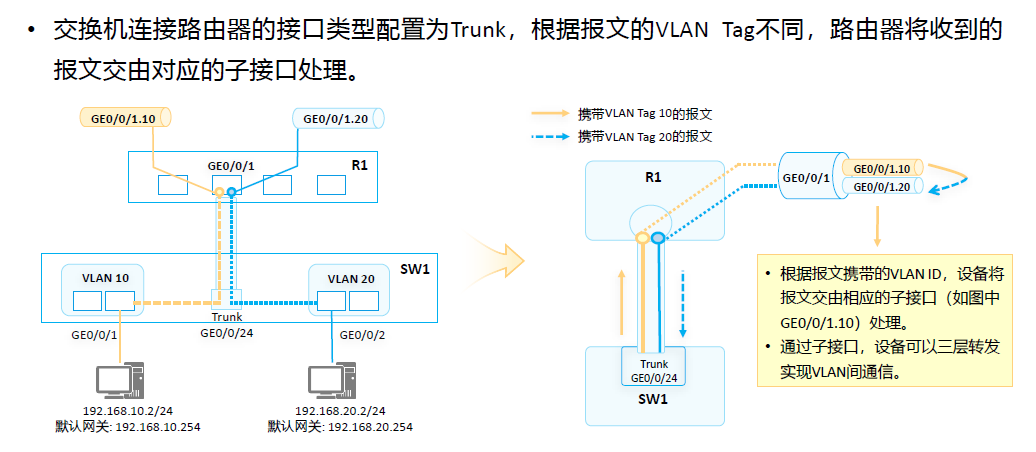 • 交换机连接路由器的接口类型配置为Trunk，根据报文的VLAN Tag不同，路由器将收到的
报文交由对应的子接口处理。
GE0/0/1.10
GE0/0/1.20
GE0/0/1
R1
VLAN 10
VLAN 20
SW1
Trunk
GE0/0/24
GE0/0/1
GE0/0/2
192.168.10.2/24
默认网关: 192.168.10.254
192.168.20.2/24
默认网关: 192.168.20.254
携带VLAN Tag 10的报文
携带VLAN Tag 20的报文
R1
GE0/0/1
GE0/0/1.10
GE0/0/1.20
Trunk
GE0/0/24
SW1
• 根据报文携带的VLAN ID，设备将
报文交由相应的子接口（如图中
GE0/0/1.10）处理。
• 通过子接口，设备可以三层转发
实现VLAN间通信。